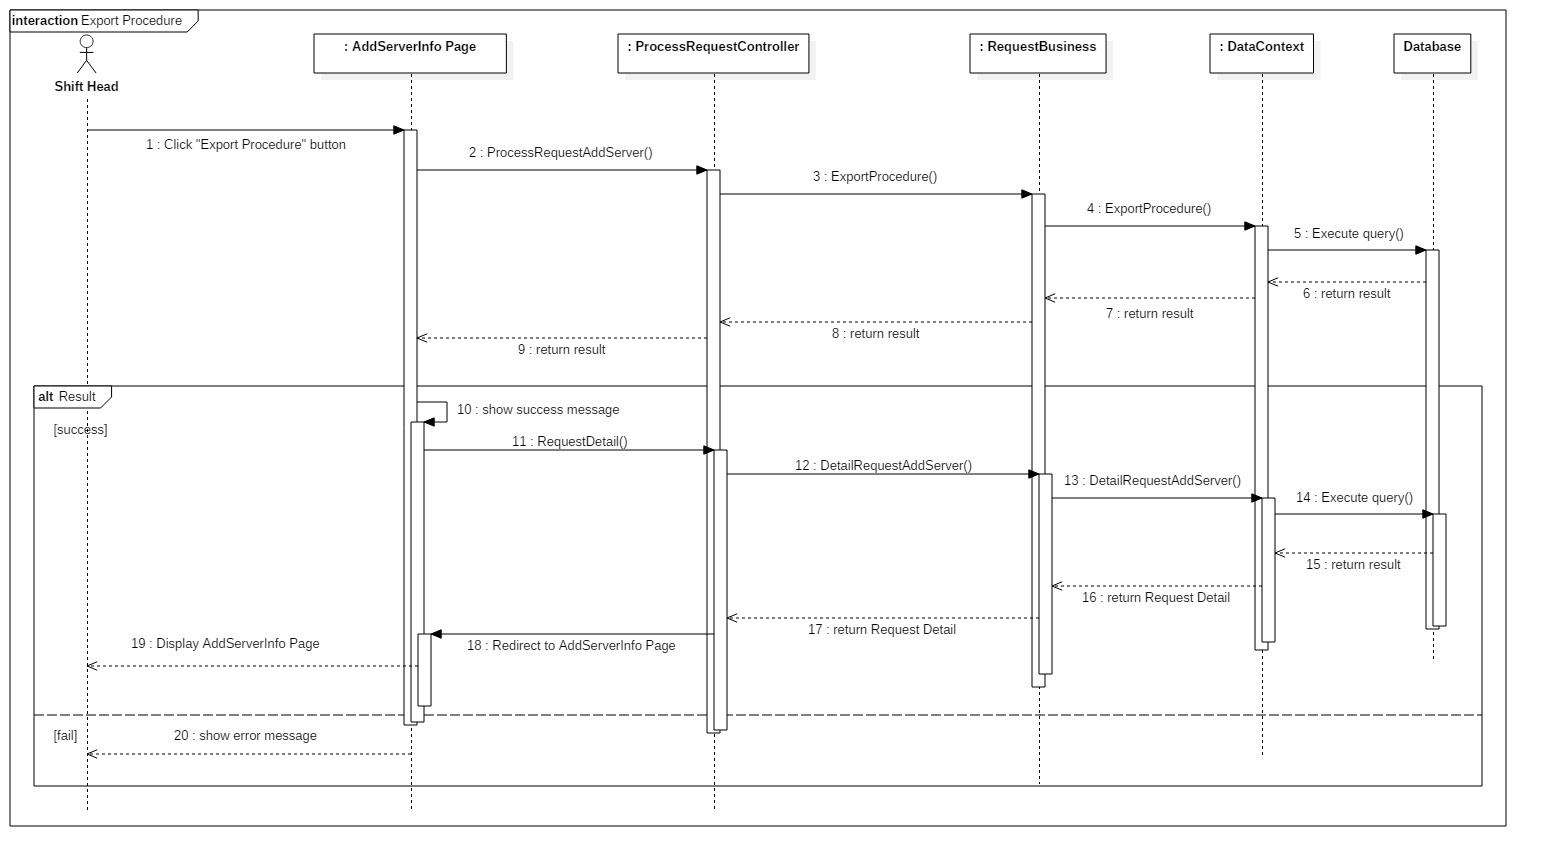 interaction Export Procedure
Shift Head
: AddServerInfo Page
: ProcessRequestController
: RequestBusiness
: DataContext
Database
1 : Click "Export Procedure" button
2 : ProcessRequestAddServer()
3 : ExportProcedure()
4 : ExportProcedure()
5 : Execute query()
6 : return result
7 : return result
8 : return result
9 : return result
alt Result
[success]
10 : show success message
11 : RequestDetail()
12 : DetailRequestAddServer()
13 : DetailRequestAddServer()
14 : Execute query()
15 : return result
16 : return Request Detail
17 : return Request Detail
18 : Redirect to AddServerInfo Page
19 : Display AddServerInfo Page
[fail]
20 : show error message